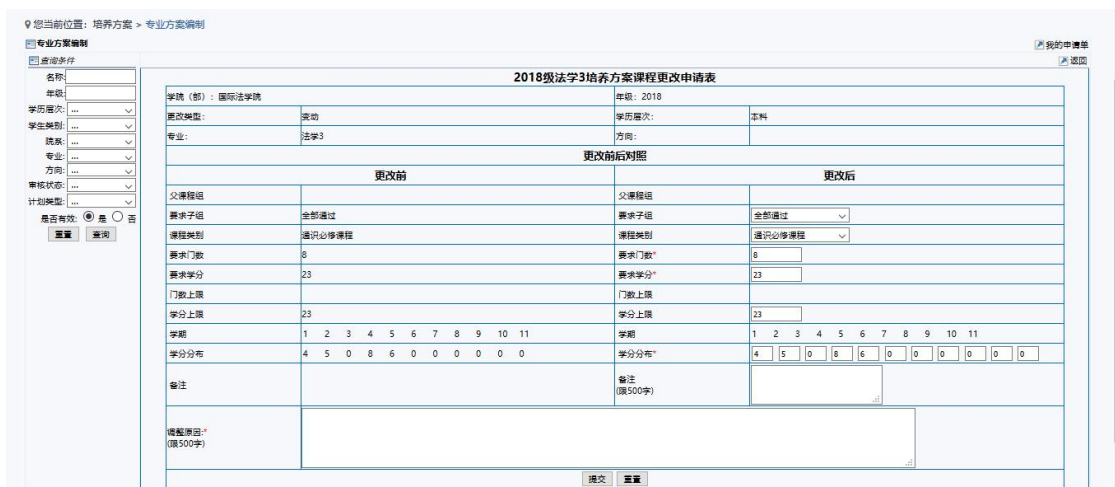 您当前位置：培养方案 > 专业方案编制
专业方案编制 我的申请单
查询条件 返回
名称:
年级:
学历层次: ...
学生类别: ...
院系: ...
专业: ...
方向: ...
审核状态: ...
计划类型: ...
是否有效: 是 否
重置 查询
2018级法学3培养方案课程更改申请表
学院（部）：国际法学院 年级：2018
更改类型： 变动 学历层次： 本科
专业： 法学3 方向：
更改前后对照
更改前 更改后
父课程组 父课程组
要求子组 全部通过 要求子组 全部通过
课程类别 通识必修课程 课程类别 通识必修课程
要求门数 8 要求门数* 8
要求学分 23 要求学分* 23
门数上限 门数上限
学分上限 23 学分上限 23
学期 1 2 3 4 5 6 7 8 9 10 11 学期 1 2 3 4 5 6 7 8 9 10 11
学分分布 4 5 0 8 6 0 0 0 0 0 0 学分分布* 4 5 0 8 6 0 0 0 0 0 0
备注 备注
(限500字)
调整原因:*
(限500字)
提交 重置